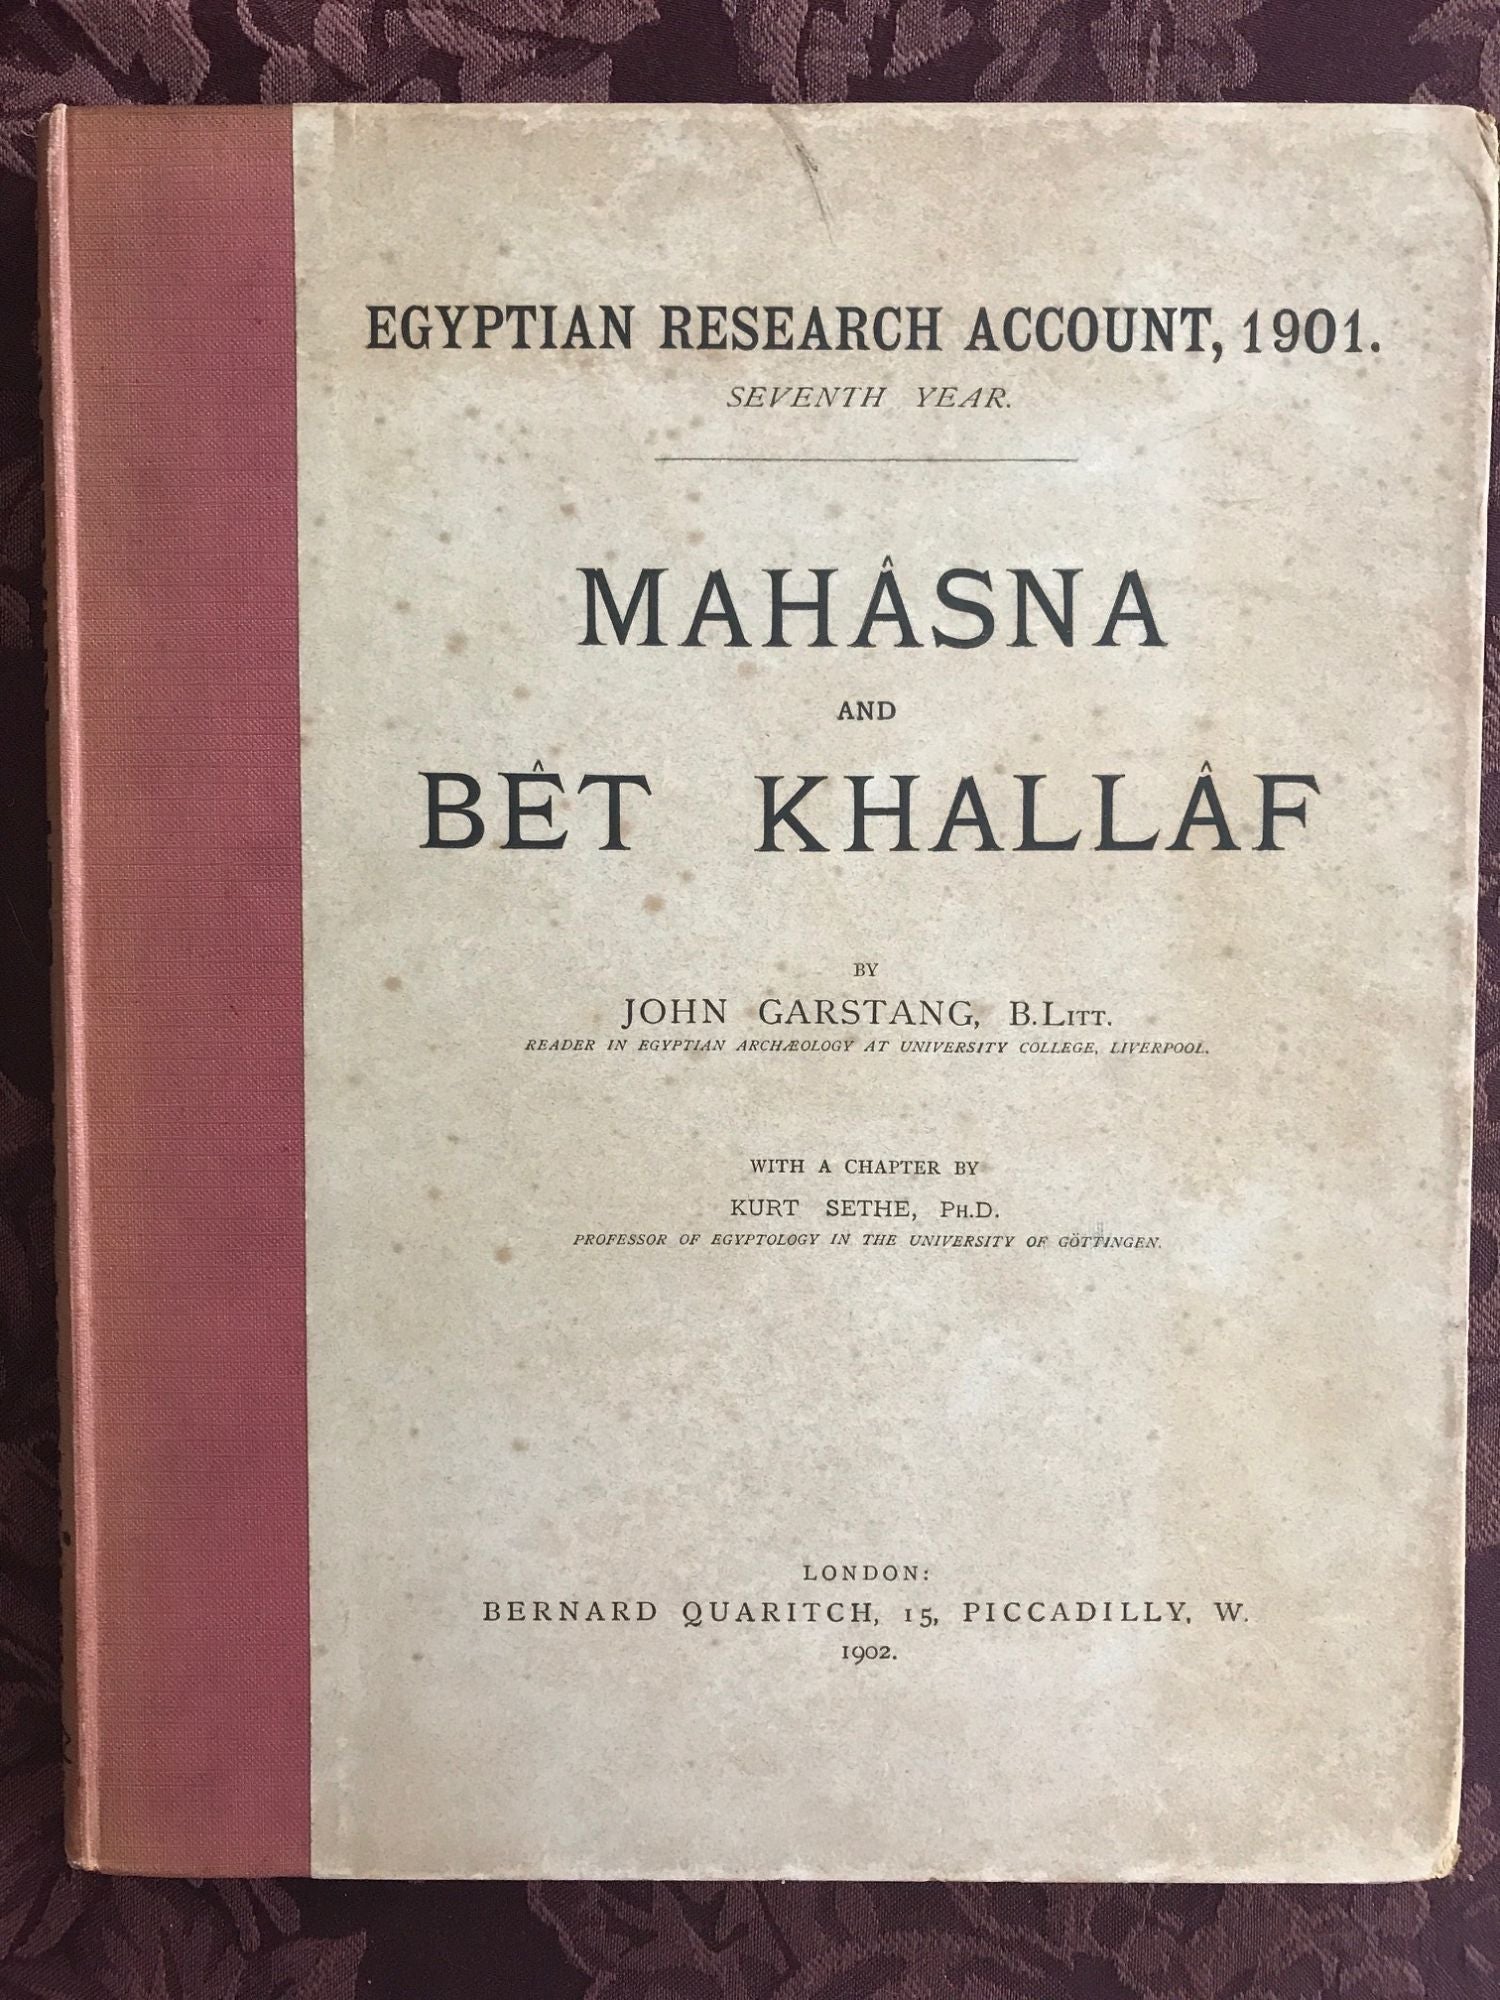 EGYPTIAN RESEARCH ACCOUNT, 1901.
SEVENTH YEAR.
MAHÂSNA
AND
BÊT KHALLÂF
BY
JOHN GARSTANG, B.LITT.
READER IN EGYPTIAN ARCHÆOLOGY AT UNIVERSITY COLLEGE, LIVERPOOL.
WITH A CHAPTER BY
KURT SETHE, PH.D.
PROFESSOR OF EGYPTOLOGY IN THE UNIVERSITY OF GÖTTINGEN.
LONDON:
BERNARD QUARITCH, 15, PICCADILLY, W.
1902.